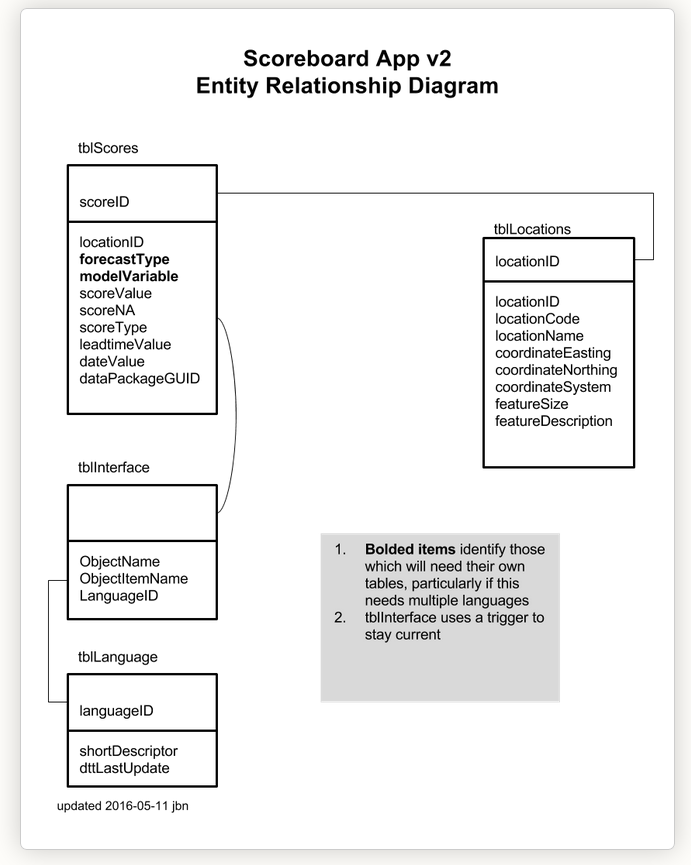 Scoreboard App v2
Entity Relationship Diagram
tblScores
scoreID
locationID
forecastType
modelVariable
scoreValue
scoreNA
scoreType
leadtimeValue
dateValue
dataPackageGUID
tblLocations
locationID
locationID
locationCode
locationName
coordinateEasting
coordinateNorthing
coordinateSystem
featureSize
featureDescription
tblInterface
ObjectName
ObjectItemName
LanguageID
1. Bolded items identify those
which will need their own
tables, particularly if this
needs multiple languages
2. tblInterface uses a trigger to
stay current
tblLanguage
languageID
shortDescriptor
dttLastUpdate
updated 2016-05-11 jbn